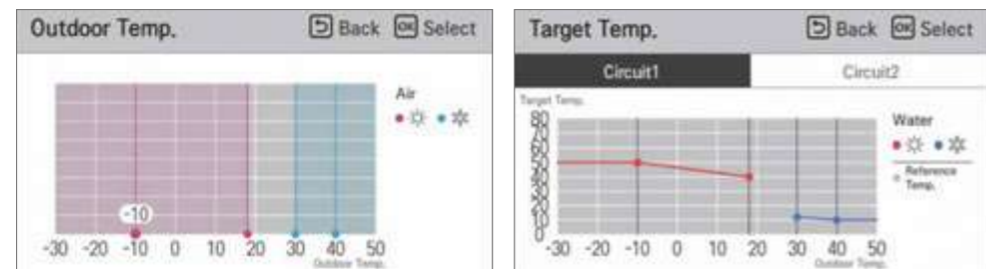 Outdoor Temp.
Back
OK Select
Air
-10
-30 -20 -10 0 10 20 30 40 50
Outdoor Temp.
Target Temp.
Back
OK Select
Circuit1
Circuit2
Target Temp.
80
70
60
50
40
30
20
10
0
Water
Reference
Temp.
-30 -20 -10 0 10 20 30 40 50
Outdoor Temp.